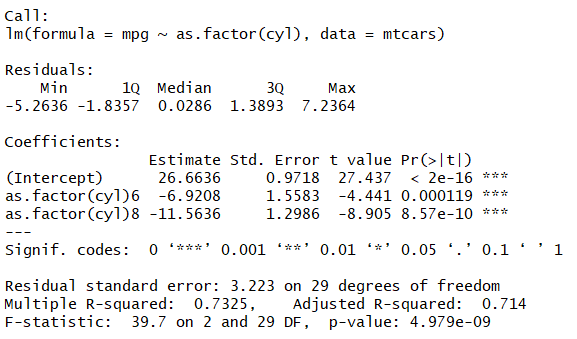 Call:
lm(formula = mpg ~ as.factor(cyl), data = mtcars)
Residuals:
    Min      1Q  Median      3Q     Max
-5.2636 -1.8357  0.0286  1.3893  7.2364
Coefficients:
                Estimate Std. Error t value Pr(>|t|)
(Intercept)      26.6636     0.9718  27.437  < 2e-16 ***
as.factor(cyl)6  -6.9208     1.5583  -4.441 0.000119 ***
as.factor(cyl)8 -11.5636     1.2986  -8.905 8.57e-10 ***
---
Signif. codes:  0 ‘***’ 0.001 ‘**’ 0.01 ‘*’ 0.05 ‘.’ 0.1 ‘ ’ 1
Residual standard error: 3.223 on 29 degrees of freedom
Multiple R-squared:  0.7325,    Adjusted R-squared:  0.714
F-statistic:  39.7 on 2 and 29 DF,  p-value: 4.979e-09